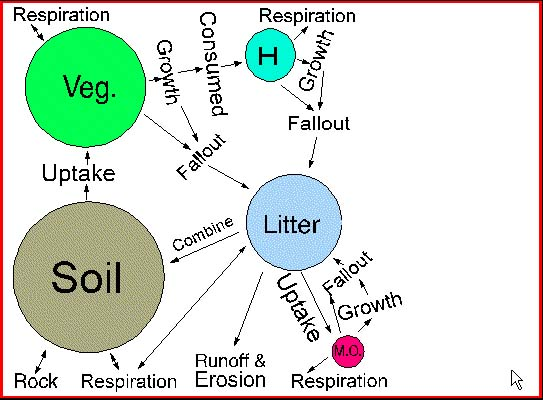 Respiration
Respiration
Veg.
Growth
Consumed
H
Growth
Fallout
Fallout
Uptake
Litter
Combine
Soil
Uptake
Fallout
Growth
M.O.
Rock
Respiration
Runoff &
Erosion
Respiration